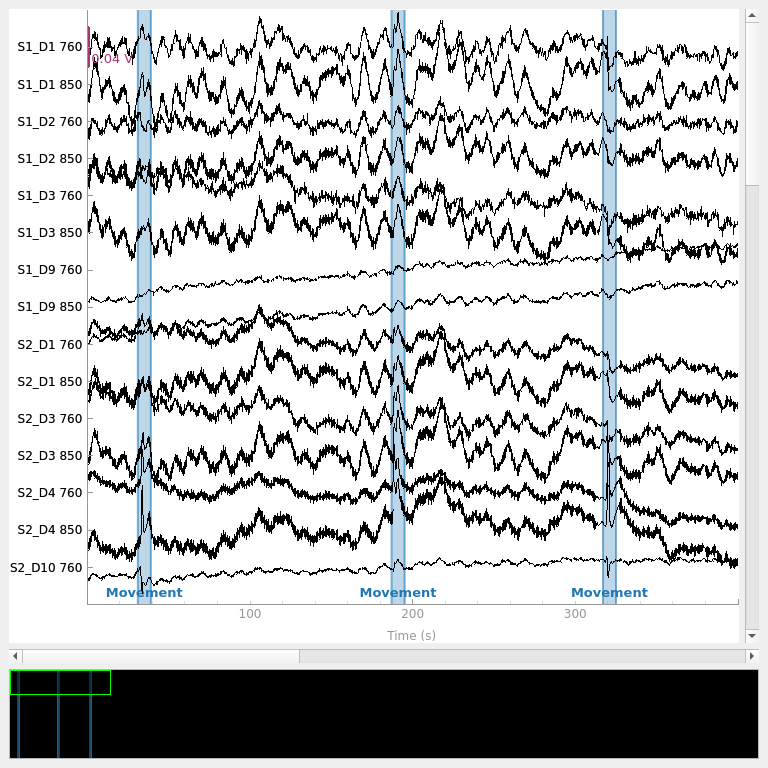 S1_D1 760
0.04 V
S1_D1 850
S1_D2 760
S1_D2 850
S1_D3 760
S1_D3 850
S1_D9 760
S1_D9 850
S2_D1 760
S2_D1 850
S2_D3 760
S2_D3 850
S2_D4 760
S2_D4 850
S2_D10 760
Movement Movement Movement
100 200 300
Time (s)